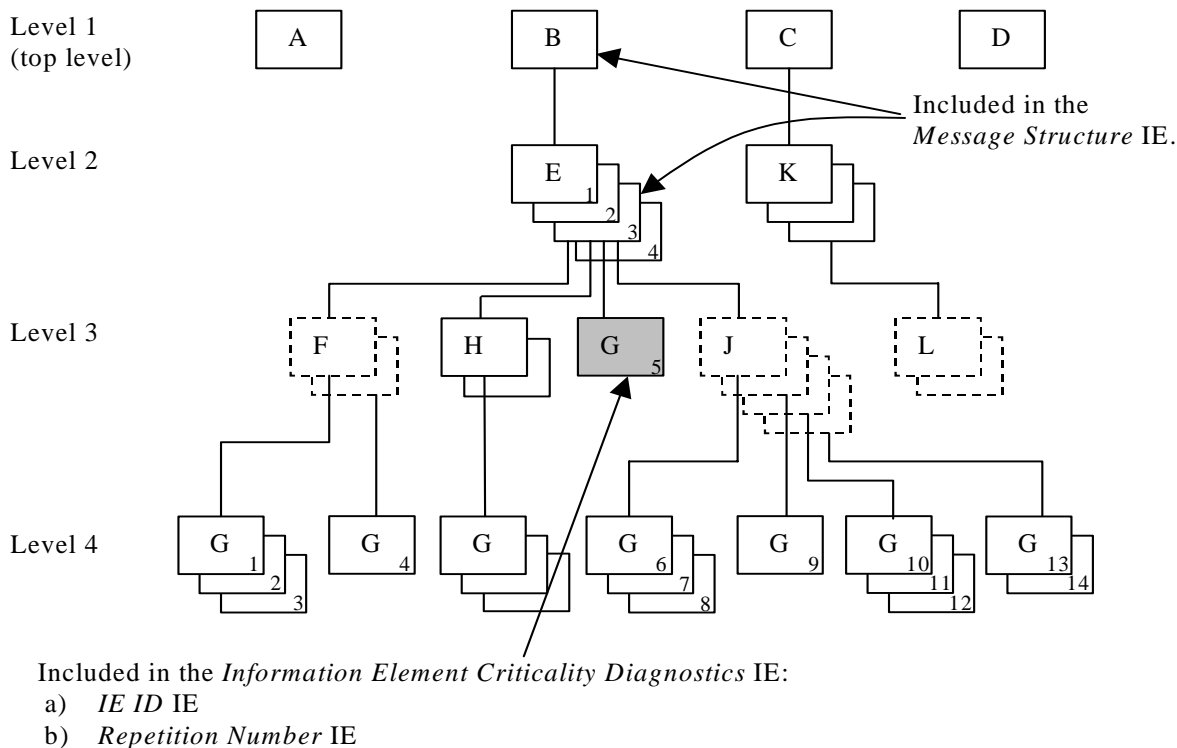 Level 1
(top level)
A
B
C
D
Included in the
Message Structure IE.
Level 2
E
1
2
3
4
K
Level 3
F
H
G
5
J
L
Level 4
G
1
2
3
G
4
G
G
6
7
8
G
9
G
10
11
12
G
13
14
Included in the Information Element Criticality Diagnostics IE:
a) IE ID IE
b) Repetition Number IE